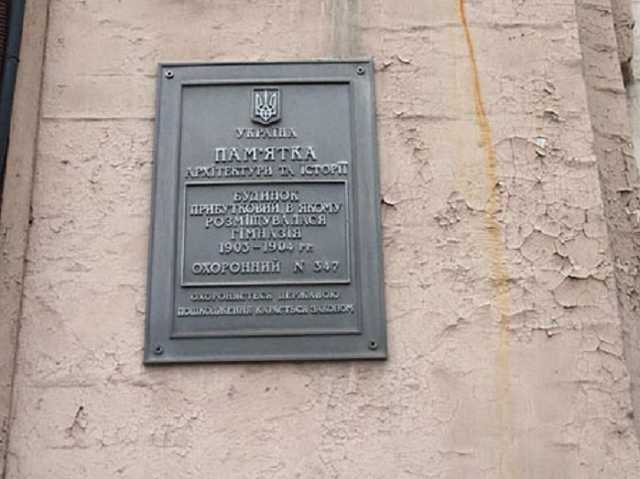 УКРАЇНА
ПАМ'ЯТКА
АРХІТЕКТУРИ ТА ІСТОРІЇ
БУДИНОК
ПРИБУТКОВИЙ В ЯКОМУ
РОЗМІЩУВАЛАСЯ
ГІМНАЗІЯ
1903–1904 рр.
ОХОРОННИЙ N 347
ОХОРОНЯЄТЬСЯ ДЕРЖАВОЮ
ПОШКОДЖЕННЯ КАРАЄТЬСЯ ЗАКОНОМ